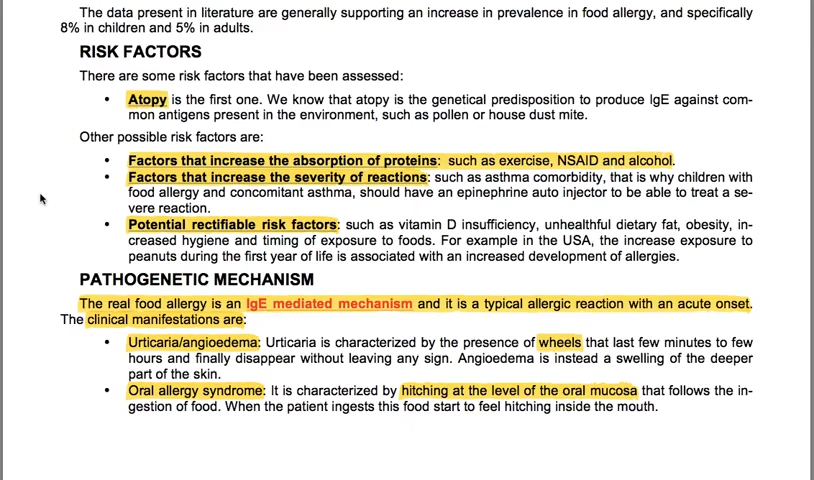 The data present in literature are generally supporting an increase in prevalence in food allergy, and specifically
8% in children and 5% in adults.
RISK FACTORS
There are some risk factors that have been assessed:
• Atopy is the first one. We know that atopy is the genetical predisposition to produce IgE against com-
mon antigens present in the environment, such as pollen or house dust mite.
Other possible risk factors are:
• Factors that increase the absorption of proteins: such as exercise, NSAID and alcohol.
• Factors that increase the severity of reactions: such as asthma comorbidity, that is why children with
food allergy and concomitant asthma, should have an epinephrine auto injector to be able to treat a se-
vere reaction.
• Potential rectifiable risk factors: such as vitamin D insufficiency, unhealthful dietary fat, obesity, in-
creased hygiene and timing of exposure to foods. For example in the USA, the increase exposure to
peanuts during the first year of life is associated with an increased development of allergies.
PATHOGENETIC MECHANISM
The real food allergy is an IgE mediated mechanism and it is a typical allergic reaction with an acute onset.
The clinical manifestations are:
• Urticaria/angioedema: Urticaria is characterized by the presence of wheels that last few minutes to few
hours and finally disappear without leaving any sign. Angioedema is instead a swelling of the deeper
part of the skin.
• Oral allergy syndrome: It is characterized by hitching at the level of the oral mucosa that follows the in-
gestion of food. When the patient ingests this food start to feel hitching inside the mouth.